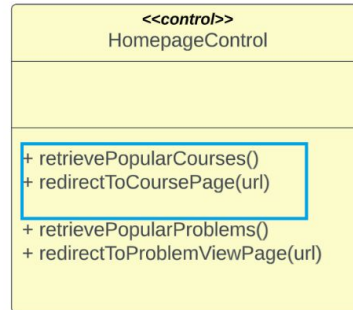 <<control>>
HomepageControl
+ retrievePopularCourses()
+ redirectToCoursePage(url)
+ retrievePopularProblems()
+ redirectToProblemViewPage(url)